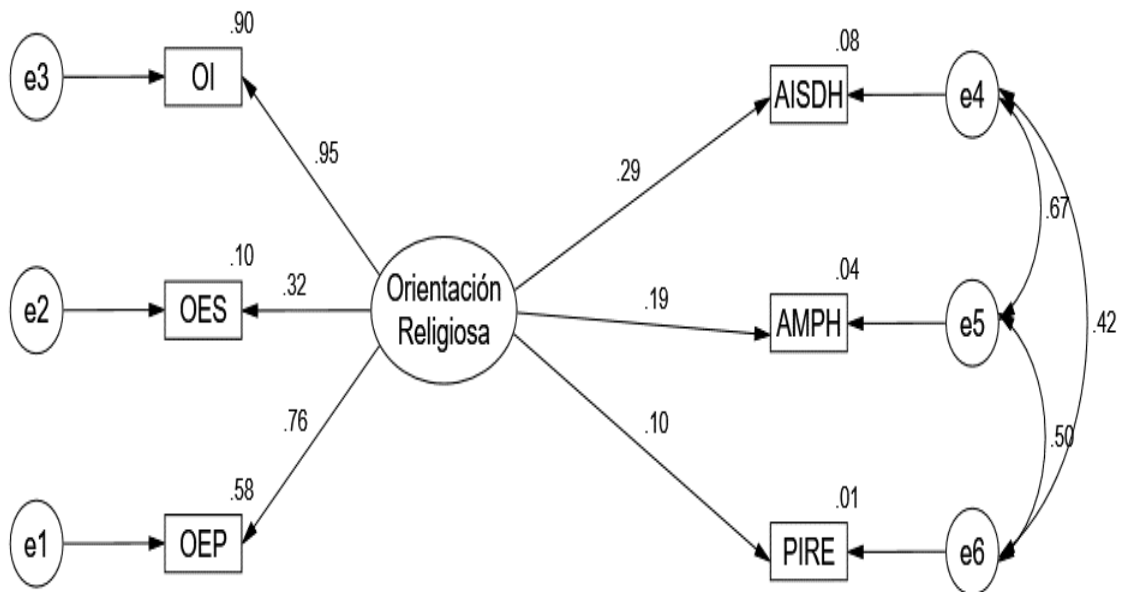 .90
e3
OI
.95
.10
e2
OES
.32
.58
e1
OEP
.76
Orientación
Religiosa
.08
AISDH
e4
.29
.67
.04
AMPH
e5
.19
.42
.50
.01
PIRE
e6
.10